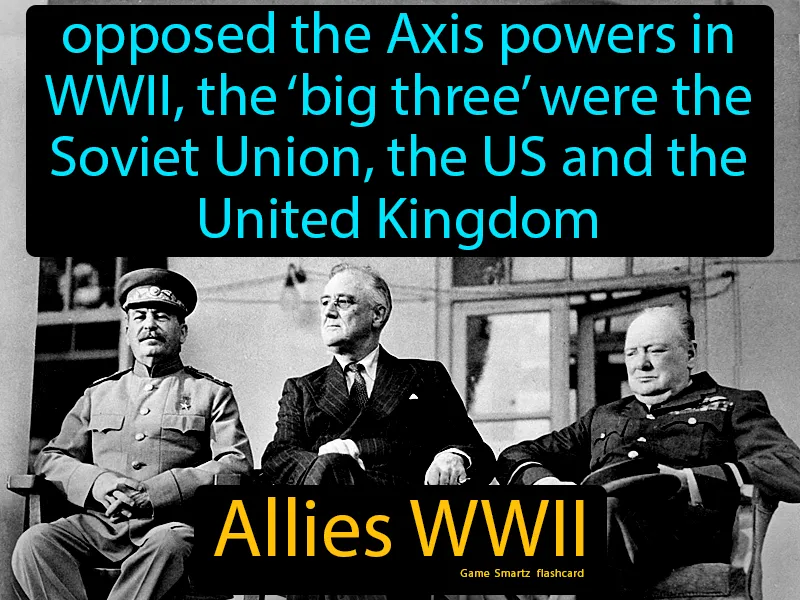 opposed the Axis powers in
WWII, the ‘big three’ were the
Soviet Union, the US and the
United Kingdom
Allies WWII
Game Smartz flashcard